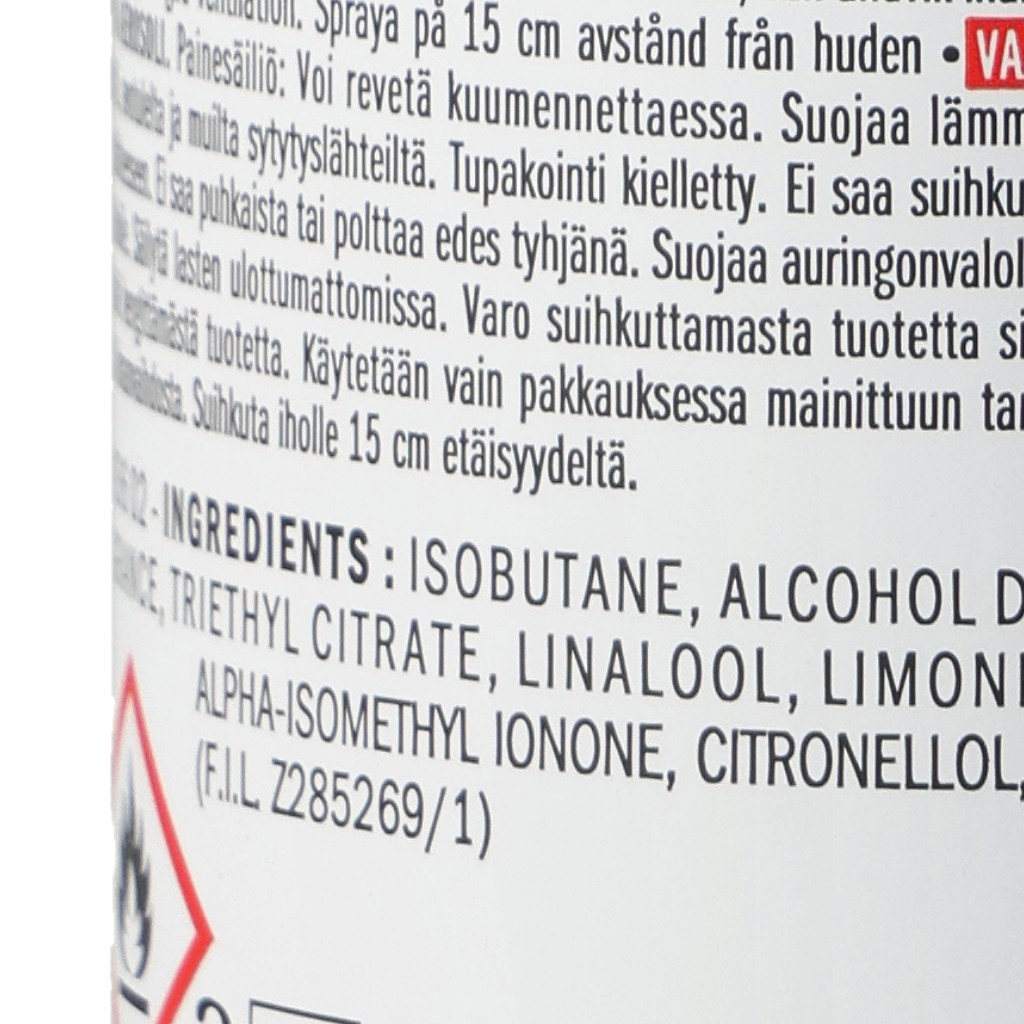 Spraya på 15 cm avstånd från huden • VA
Painesäiliö: Voi revetä kuumennettaessa. Suojaa lämm
ja muilta sytytyslähteiltä. Tupakointi kielletty. Ei saa suihku
Ei saa puhkaista tai polttaa edes tyhjänä. Suojaa auringonvalol
Säilytä lasten ulottumattomissa. Varo suihkuttamasta tuotetta si
tuotetta. Käytetään vain pakkauksessa mainittuun tar
Suihkuta iholle 15 cm etäisyydeltä.
- INGREDIENTS : ISOBUTANE, ALCOHOL D
TRIETHYL CITRATE, LINALOOL, LIMON
ALPHA-ISOMETHYL IONONE, CITRONELLOL,
(F.I.L. Z285269/1)